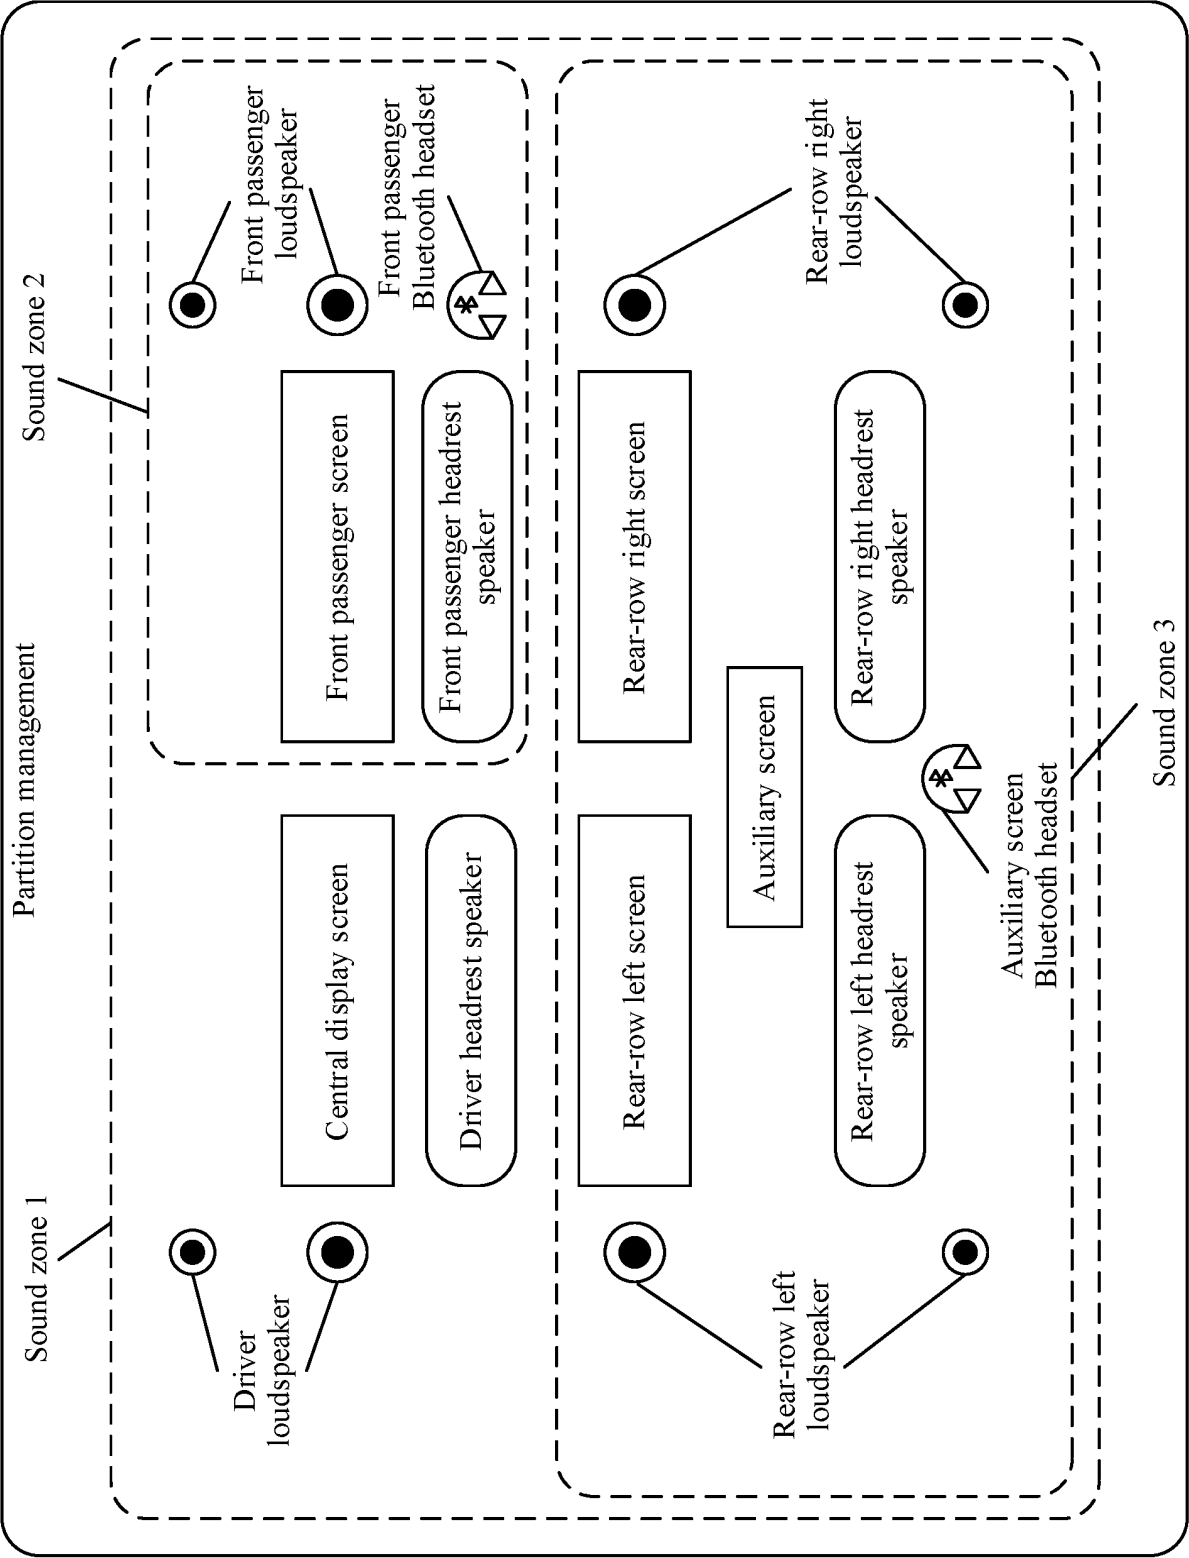 Partition management
Sound zone 1
Sound zone 2
Driver
loudspeaker
Front passenger
loudspeaker
Central display screen
Front passenger screen
Front passenger
Bluetooth headset
Driver headrest speaker
Front passenger headrest
speaker
Rear-row left screen
Rear-row right screen
Auxiliary screen
Rear-row left
loudspeaker
Rear-row right
loudspeaker
Rear-row left headrest
speaker
Rear-row right headrest
speaker
Auxiliary screen
Bluetooth headset
Sound zone 3